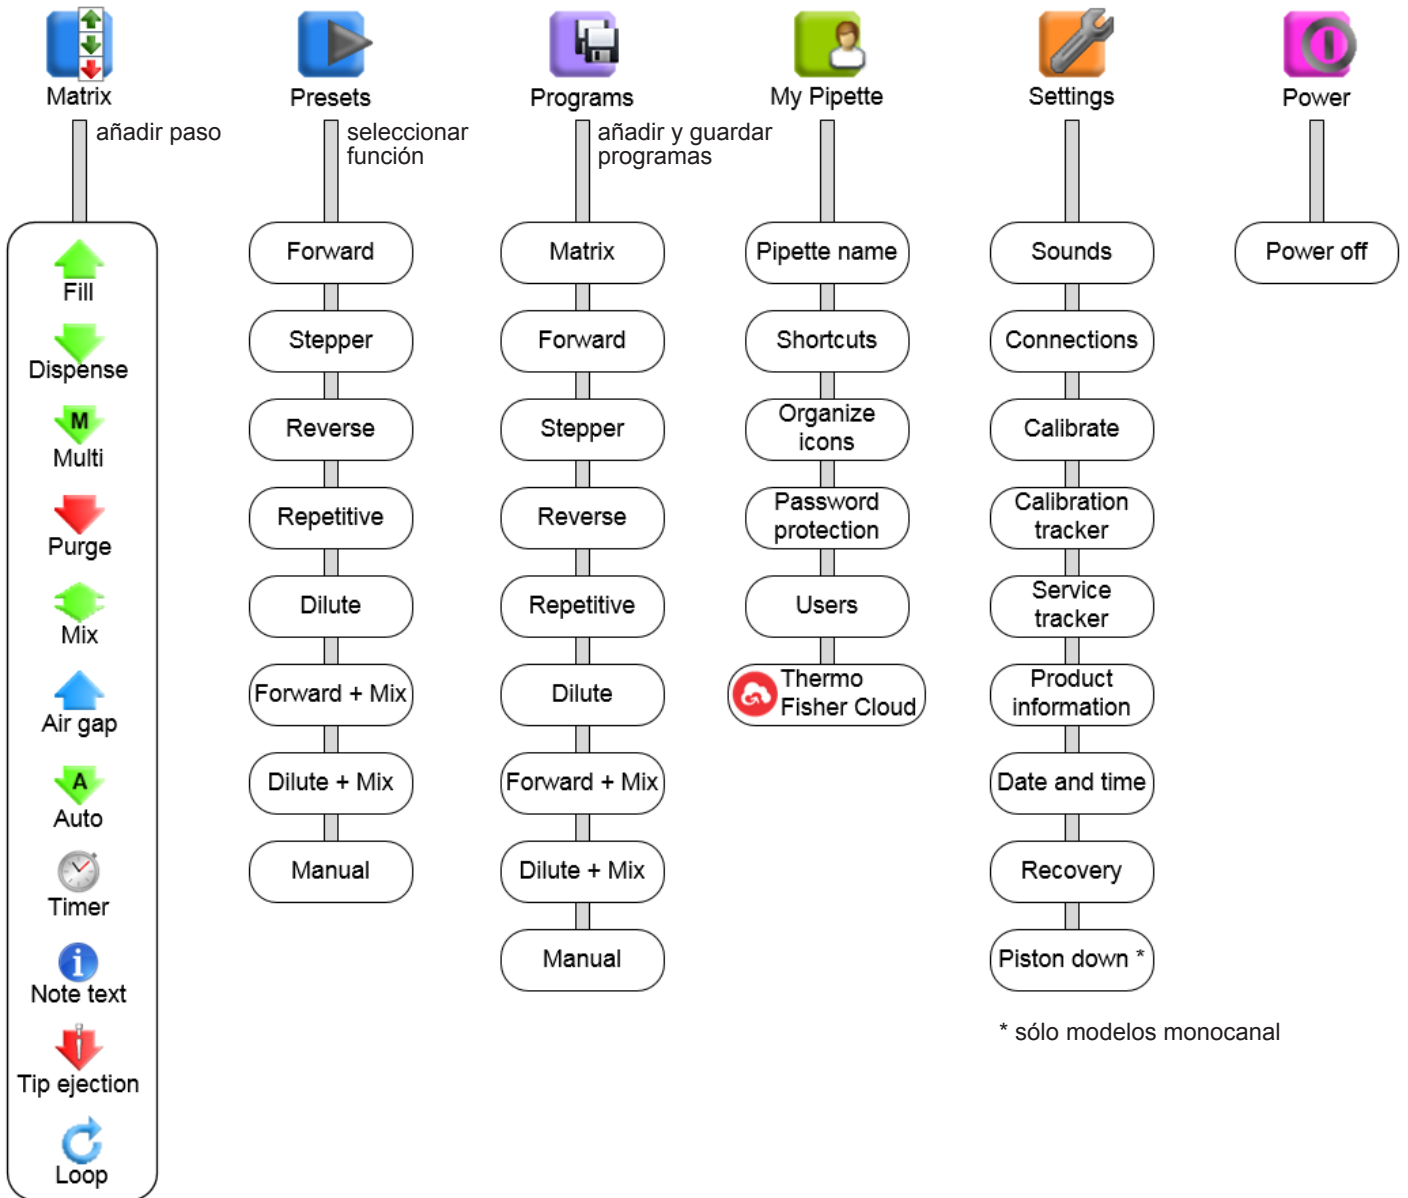 Matrix
añadir paso
Fill
Dispense
M
Multi
Purge
Mix
Air gap
A
Auto
Timer
i
Note text
Tip ejection
Loop
Presets
seleccionar
función
Forward
Stepper
Reverse
Repetitive
Dilute
Forward + Mix
Dilute + Mix
Manual
Programs
añadir y guardar
programas
Matrix
Forward
Stepper
Reverse
Repetitive
Dilute
Forward + Mix
Dilute + Mix
Manual
My Pipette
Pipette name
Shortcuts
Organize
icons
Password
protection
Users
Thermo
Fisher Cloud
Settings
Sounds
Connections
Calibrate
Calibration
tracker
Service
tracker
Product
information
Date and time
Recovery
Piston down *
* sólo modelos monocanal
Power
Power off